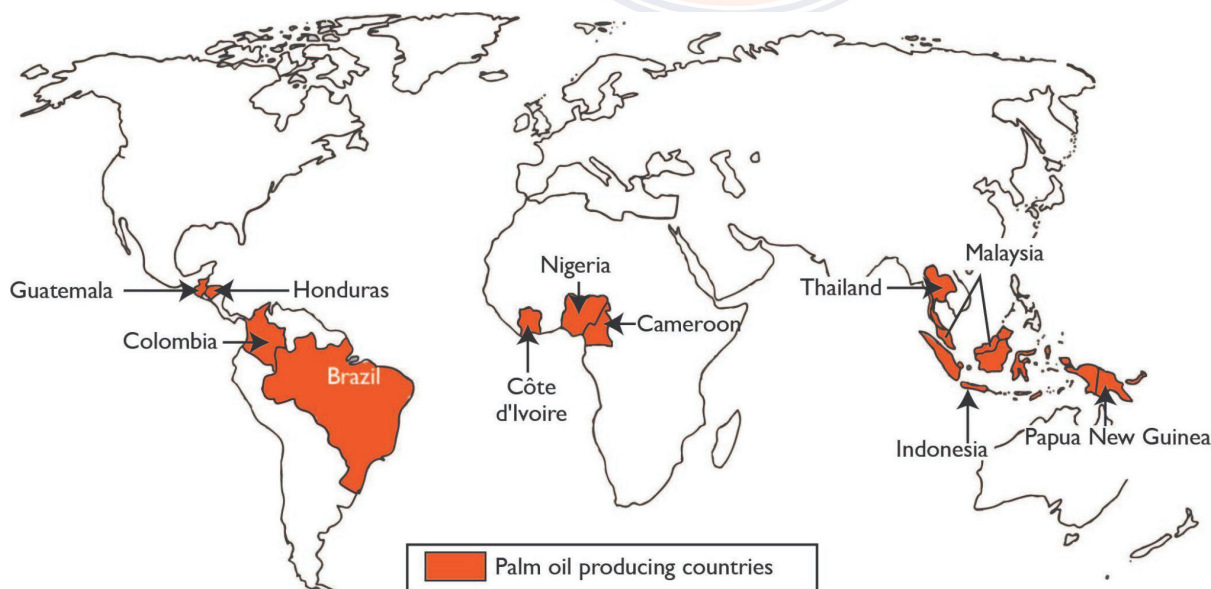 Guatemala
Honduras
Colombia
Brazil
Nigeria
Cameroon
Côte
d'Ivoire
Malaysia
Thailand
Indonesia
Papua New Guinea
Palm oil producing countries